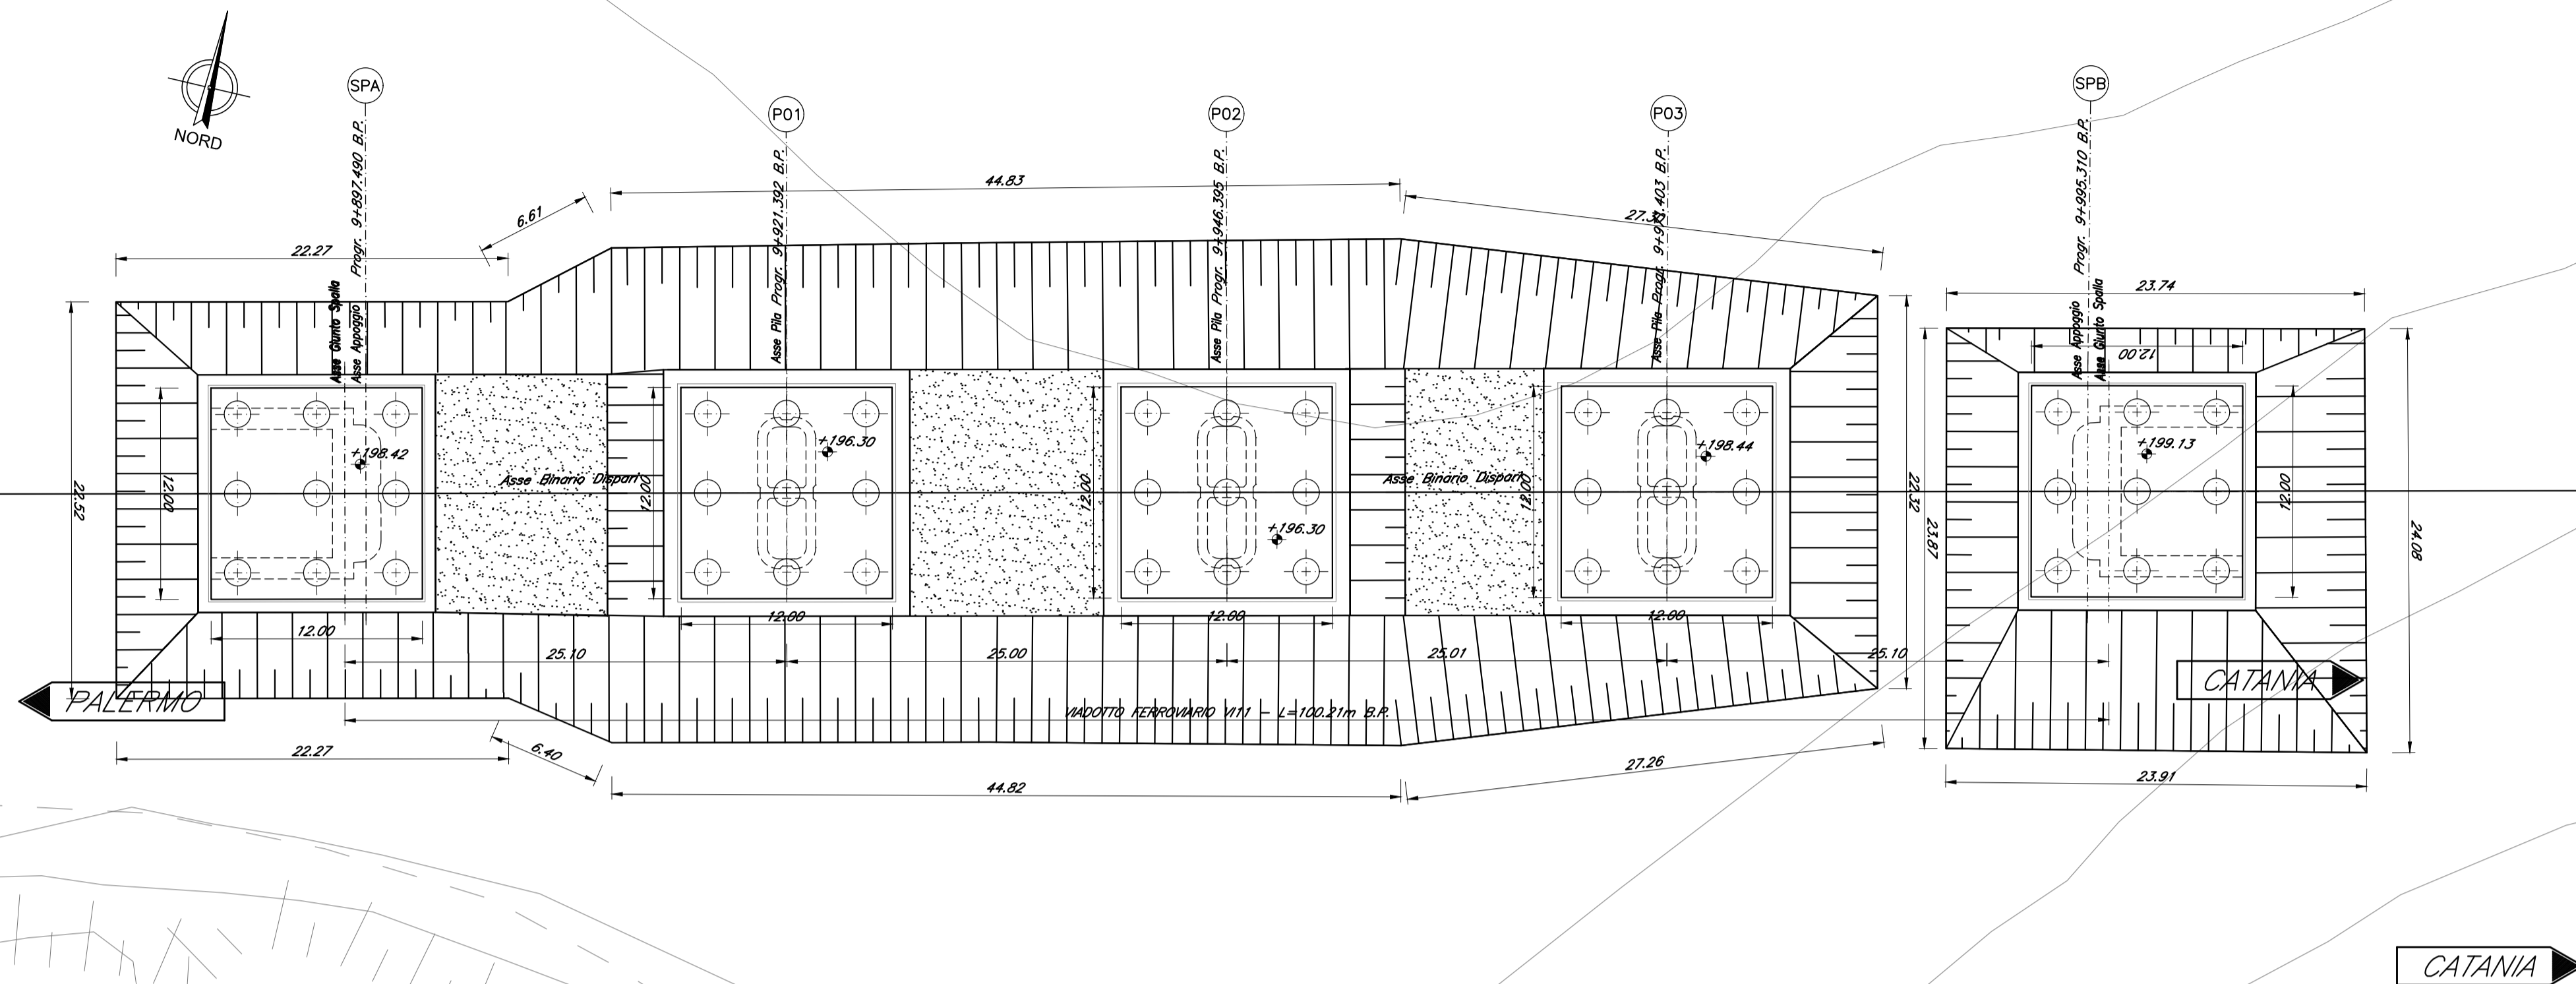 NORD
SPA
P01
P02
P03
SPB
Progr. 9+897.490 B.P.
Asse Giunto Spalla
Asse Appoggio
Asse Pila Progr. 9+921.392 B.P.
Asse Pila Progr. 9+946.395 B.P.
Asse Pila Progr.
403 B.P.
Progr. 9+995.310 B.P.
Asse Appoggio
Asse Giunto Spalla
44.83
6.61
22.27
23.74
12.00
+198.42
+196.30
+196.30
+198.44
+199.13
Asse Binario Dispari
Asse Binario Dispari
22.52
12.00
12.00
12.00
12.00
22.32
23.87
12.00
24.08
12.00
12.00
12.00
12.00
25.10
25.00
25.01
25.10
PALERMO
CATANIA
VIADOTTO FERROVIARIO VI11 - L=100.21m B.P.
22.27
6.40
44.82
27.26
23.91
CATANIA